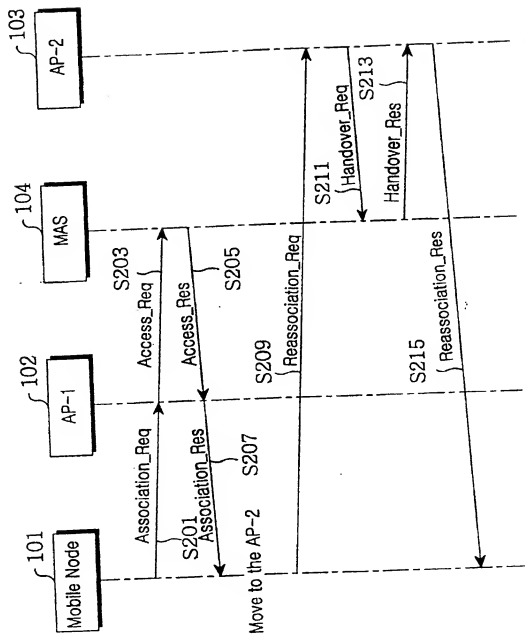 101
Mobile Node
102
AP-1
104
MAS
103
AP-2
Association_Req
S201
Access_Req
S203
Access_Res
S205
Association_Res
S207
Move to the AP-2
S209
Reassociation_Req
S211
Handover_Req
S213
Handover_Res
S215
Reassociation_Res